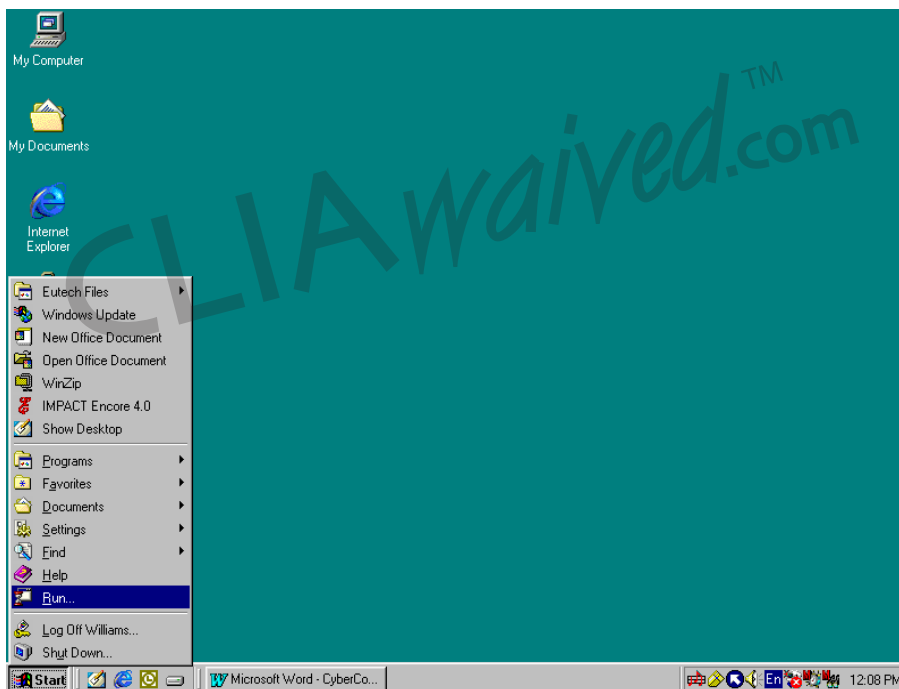 My Computer
My Documents
Internet
Explorer
CLIAwaived.com™
Eutech Files
Windows Update
New Office Document
Open Office Document
WinZip
IMPACT Encore 4.0
Show Desktop
Programs
Favorites
Documents
Settings
Find
Help
Run...
Log Off Williams...
Shut Down...
Start
Microsoft Word - CyberCo...
En
12:08 PM